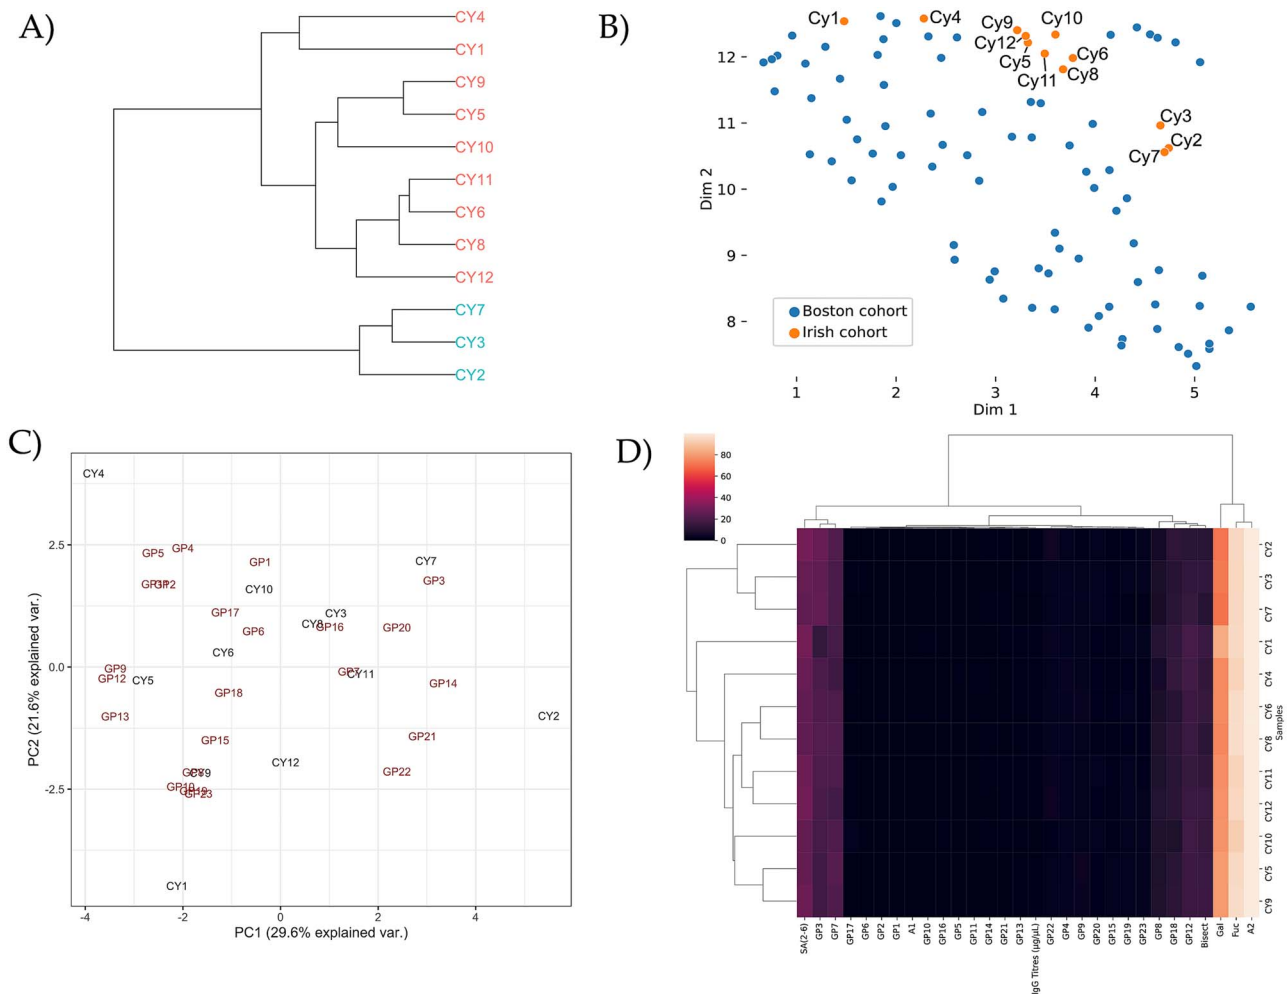 A)
CY4
CY1
CY9
CY5
CY10
CY11
CY6
CY8
CY12
CY7
CY3
CY2
B)
Cy1
Cy4
Cy9
Cy10
Cy12
Cy5
Cy6
Cy11
Cy8
Cy3
Cy2
Cy7
12
11
10
9
8
Dim 2
Boston cohort
Irish cohort
1 2 3 4 5
Dim 1
C)
CY4
GP5 GP4
GP1
CY7
GP3
CY10
GP17
CY3
GP6
CY8 GP16
GP20
CY6
GP9
GP12
CY5
GP7
CY11
GP14
GP18
GP13
CY2
GP15
GP21
CY12
GP22
CY9
GP10
GP23
CY1
2.5
0.0
-2.5
PC2 (21.6% explained var.)
-4 -2 0 2 4
PC1 (29.6% explained var.)
D)
80
60
40
20
0
CY2
CY3
CY7
CY1
CY4
CY6
CY8
CY11
CY12
CY10
CY5
CY9
Samples
SA(2-6)
GP3
GP7
GP17
GP6
GP2
GP1
A1
GP10
GP16
GP5
GP11
GP14
GP21
GP13
IgG Titres (µg/µL)
GP22
GP4
GP9
GP20
GP15
GP19
GP23
GP8
GP18
GP12
Bisect
Gal
Fuc
A2